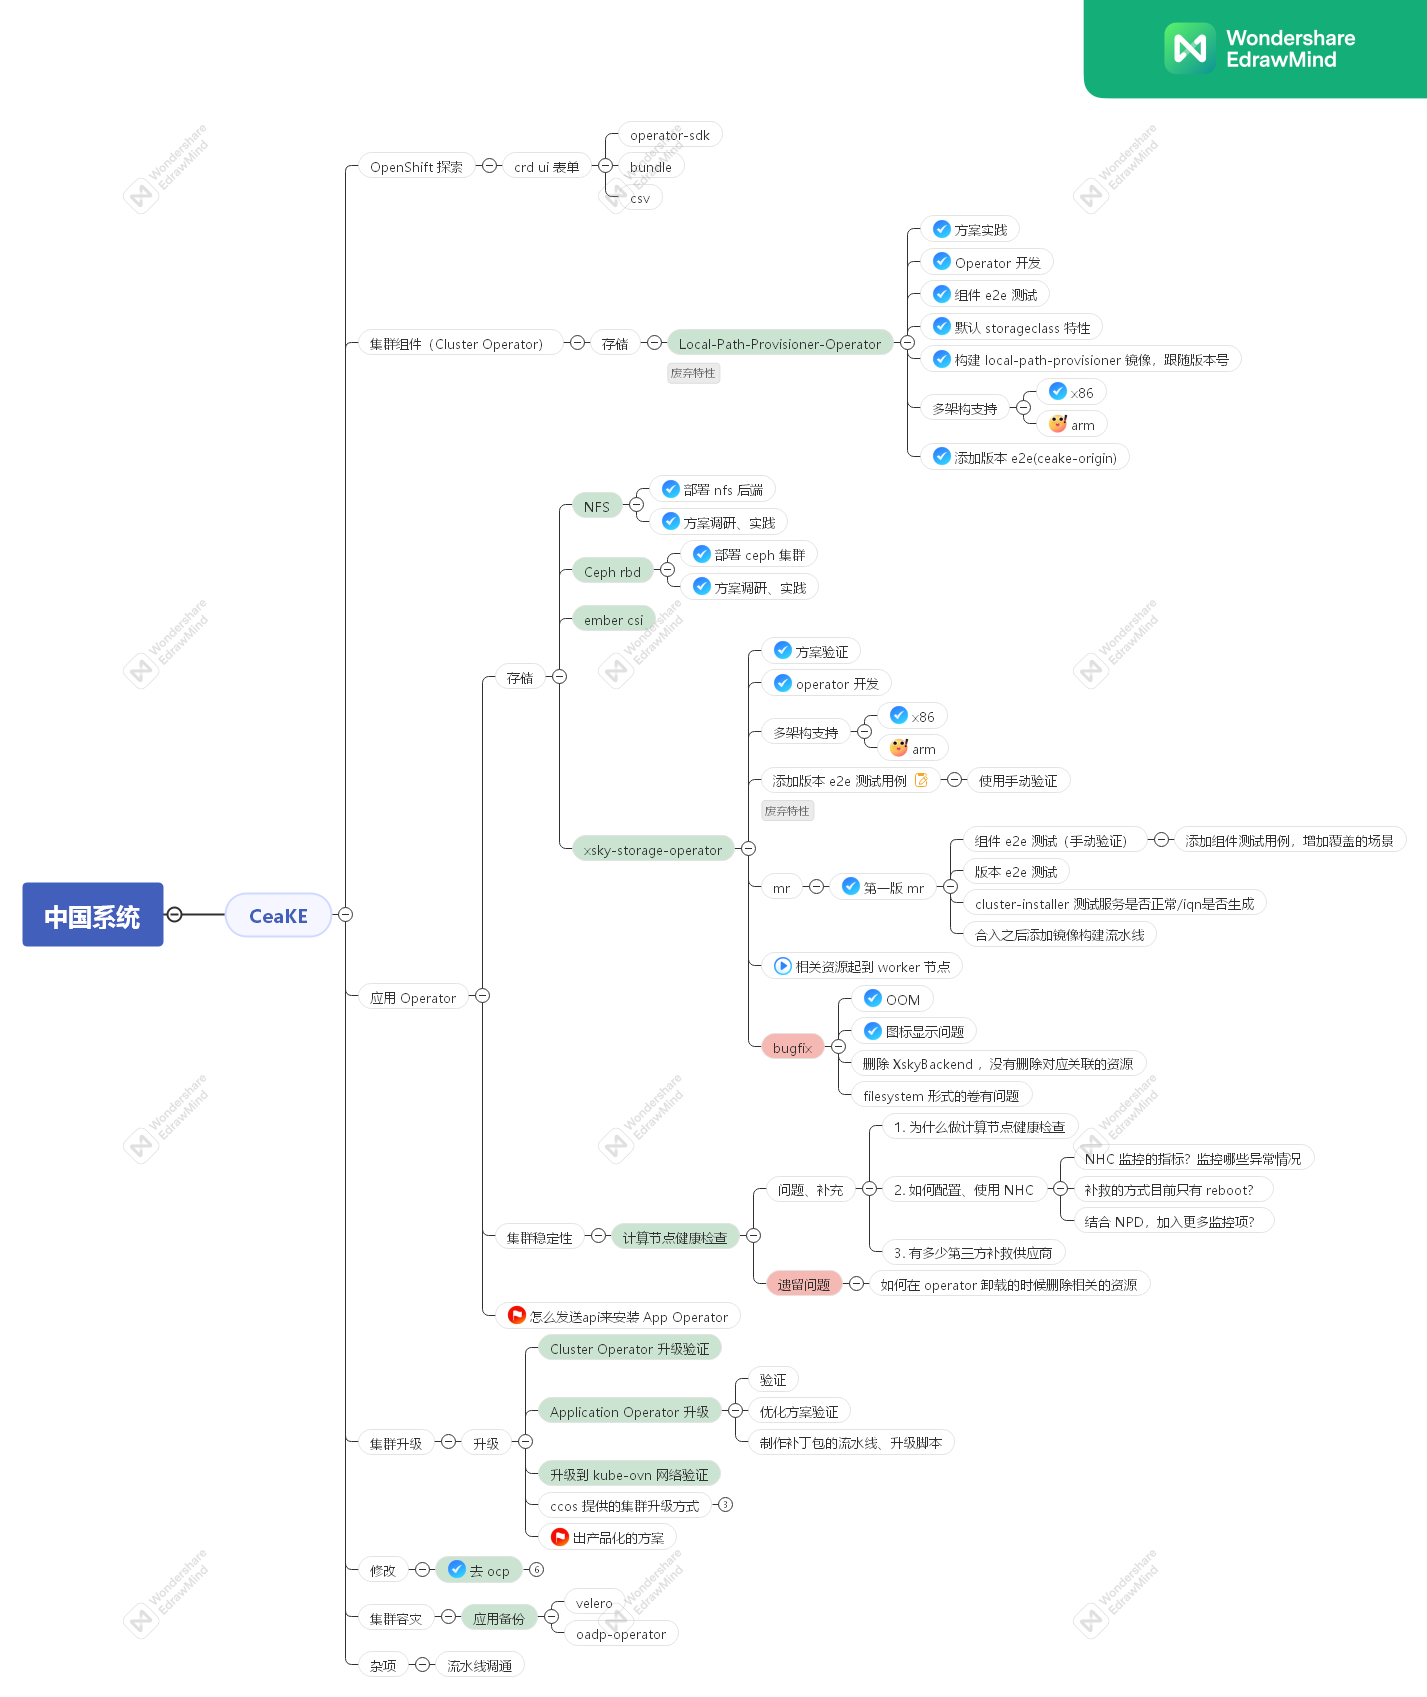 Wondershare
EdrawMind
中国系统
CeaKE
OpenShift 探索
crd ui 表单
operator-sdk
bundle
csv
集群组件（Cluster Operator）
存储
Local-Path-Provisioner-Operator
废弃特性
方案实践
Operator 开发
组件 e2e 测试
默认 storageclass 特性
构建 local-path-provisioner 镜像，跟随版本号
多架构支持
x86
arm
添加版本 e2e(ceake-origin)
应用 Operator
存储
NFS
部署 nfs 后端
方案调研、实践
Ceph rbd
部署 ceph 集群
方案调研、实践
ember csi
xsky-storage-operator
方案验证
operator 开发
多架构支持
x86
arm
添加版本 e2e 测试用例
使用手动验证
废弃特性
mr
第一版 mr
组件 e2e 测试（手动验证）
添加组件测试用例，增加覆盖的场景
版本 e2e 测试
cluster-installer 测试服务是否正常/iqn是否生成
合入之后添加镜像构建流水线
相关资源起到 worker 节点
bugfix
OOM
图标显示问题
删除 XskyBackend ，没有删除对应关联的资源
filesystem 形式的卷有问题
集群稳定性
计算节点健康检查
问题、补充
1. 为什么做计算节点健康检查
2. 如何配置、使用 NHC
NHC 监控的指标？监控哪些异常情况
补救的方式目前只有 reboot？
结合 NPD，加入更多监控项？
3. 有多少第三方补救供应商
遗留问题
如何在 operator 卸载的时候删除相关的资源
怎么发送api来安装 App Operator
集群升级
升级
Cluster Operator 升级验证
Application Operator 升级
验证
优化方案验证
制作补丁包的流水线、升级脚本
升级到 kube-ovn 网络验证
ccos 提供的集群升级方式
3
出产品化的方案
修改
去 ocp
6
集群容灾
应用备份
velero
oadp-operator
杂项
流水线调通